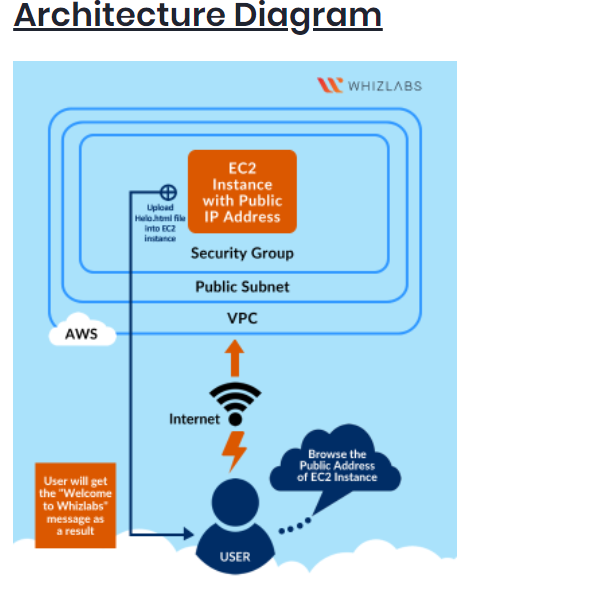 Architecture Diagram
WHIZLABS
EC2
Instance
with Public
IP Address
Upload
Helo.html file
into EC2
instance
Security Group
Public Subnet
VPC
AWS
Internet
Browse the
Public Address
of EC2 Instance
User will get
the "Welcome
to Whizlabs"
message as
a result
USER